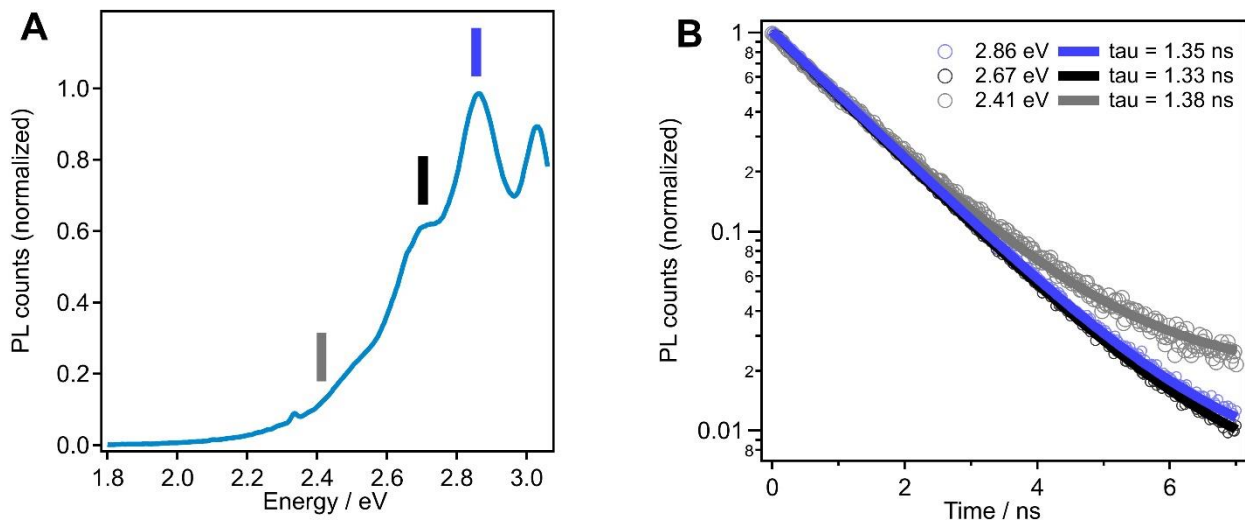 A
PL counts (normalized)
1.0
0.8
0.6
0.4
0.2
0.0
1.8 2.0 2.2 2.4 2.6 2.8 3.0
Energy / eV
B
PL counts (normalized)
1
8
6
4
2
0.1
8
6
4
2
0.01
8
0 2 4 6
Time / ns
2.86 eV tau = 1.35 ns
2.67 eV tau = 1.33 ns
2.41 eV tau = 1.38 ns